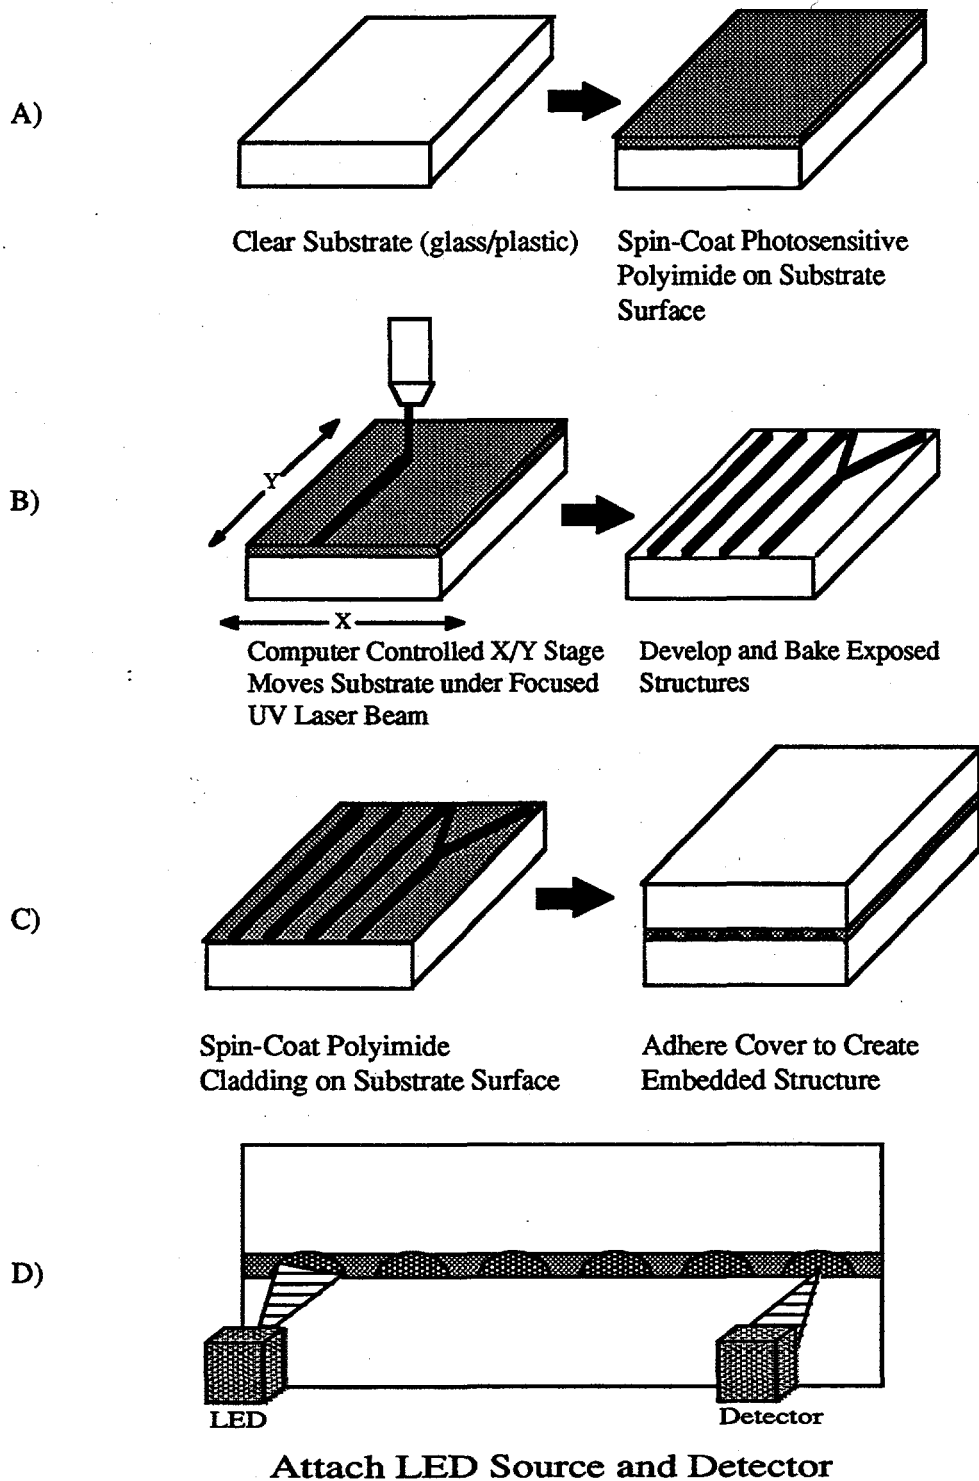 A)
Clear Substrate (glass/plastic)
Spin-Coat Photosensitive
Polyimide on Substrate
Surface
B)
Y
X
Computer Controlled X/Y Stage
Moves Substrate under Focused
UV Laser Beam
Develop and Bake Exposed
Structures
C)
Spin-Coat Polyimide
Cladding on Substrate Surface
Adhere Cover to Create
Embedded Structure
D)
LED
Detector
Attach LED Source and Detector